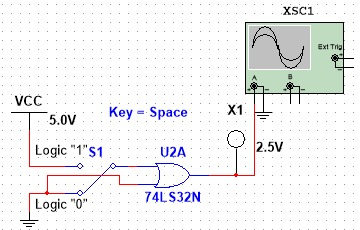 XSC1
Ext Trig
+
A
B
+
-
+
-
VCC
5.0V
Key = Space
X1
2.5V
Logic "1"
S1
U2A
74LS32N
Logic "0"